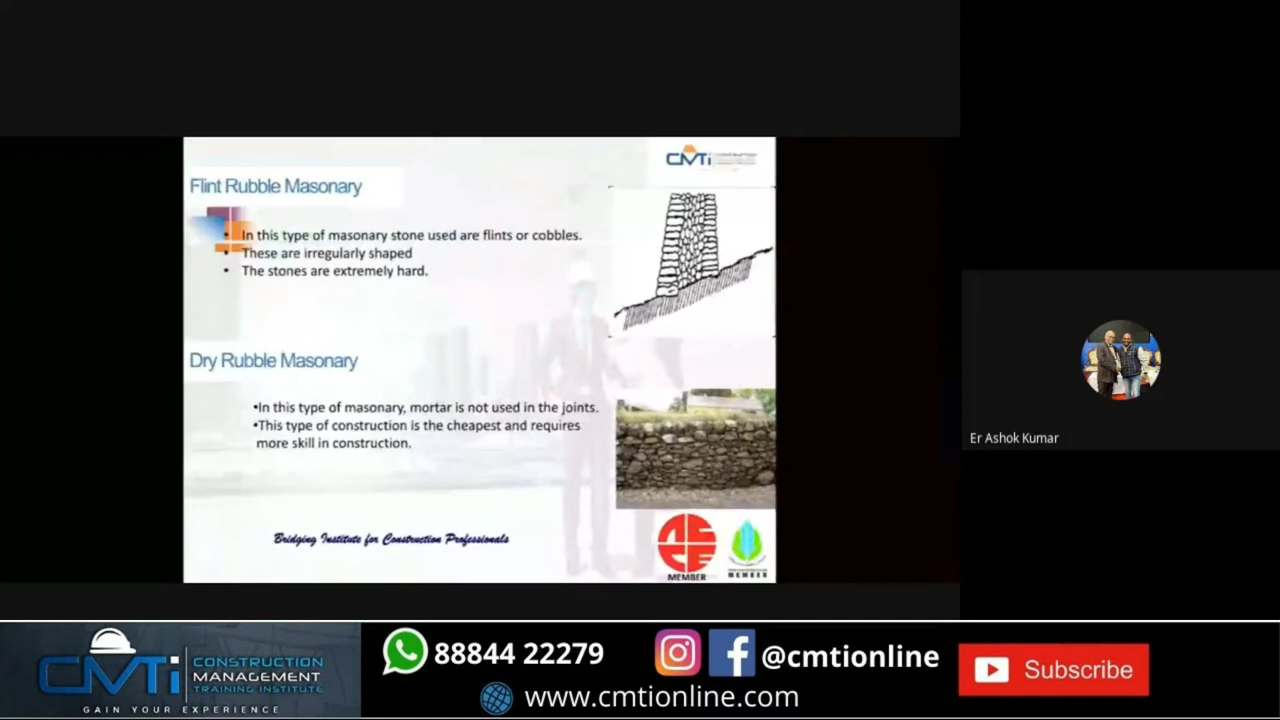 CMTi
Flint Rubble Masonary
• In this type of masonary stone used are flints or cobbles.
• These are irregularly shaped
• The stones are extremely hard.
Dry Rubble Masonary
•In this type of masonary, mortar is not used in the joints.
•This type of construction is the cheapest and requires
more skill in construction.
Bridging Institute for Construction Professionals
MEMBER
MEMBER
Er Ashok Kumar
CMTi CONSTRUCTION
MANAGEMENT
TRAINING INSTITUTE
GAIN YOUR EXPERIENCE
88844 22279
@cmtionline
www.cmtionline.com
Subscribe